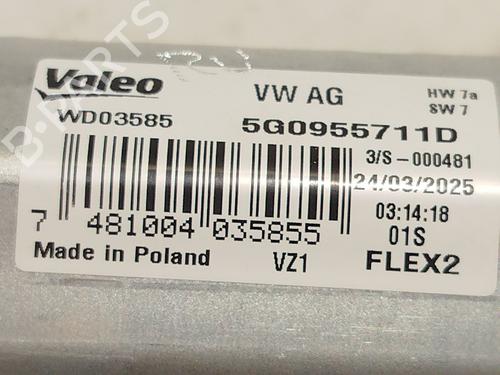 Valeo
VW AG
HW 7a
SW 7
WD03585
5G0955711D
3/S-000481
24/03/2025
03:14:18
01S
7 481004 035855
Made in Poland
VZ1
FLEX2
B-PARTS